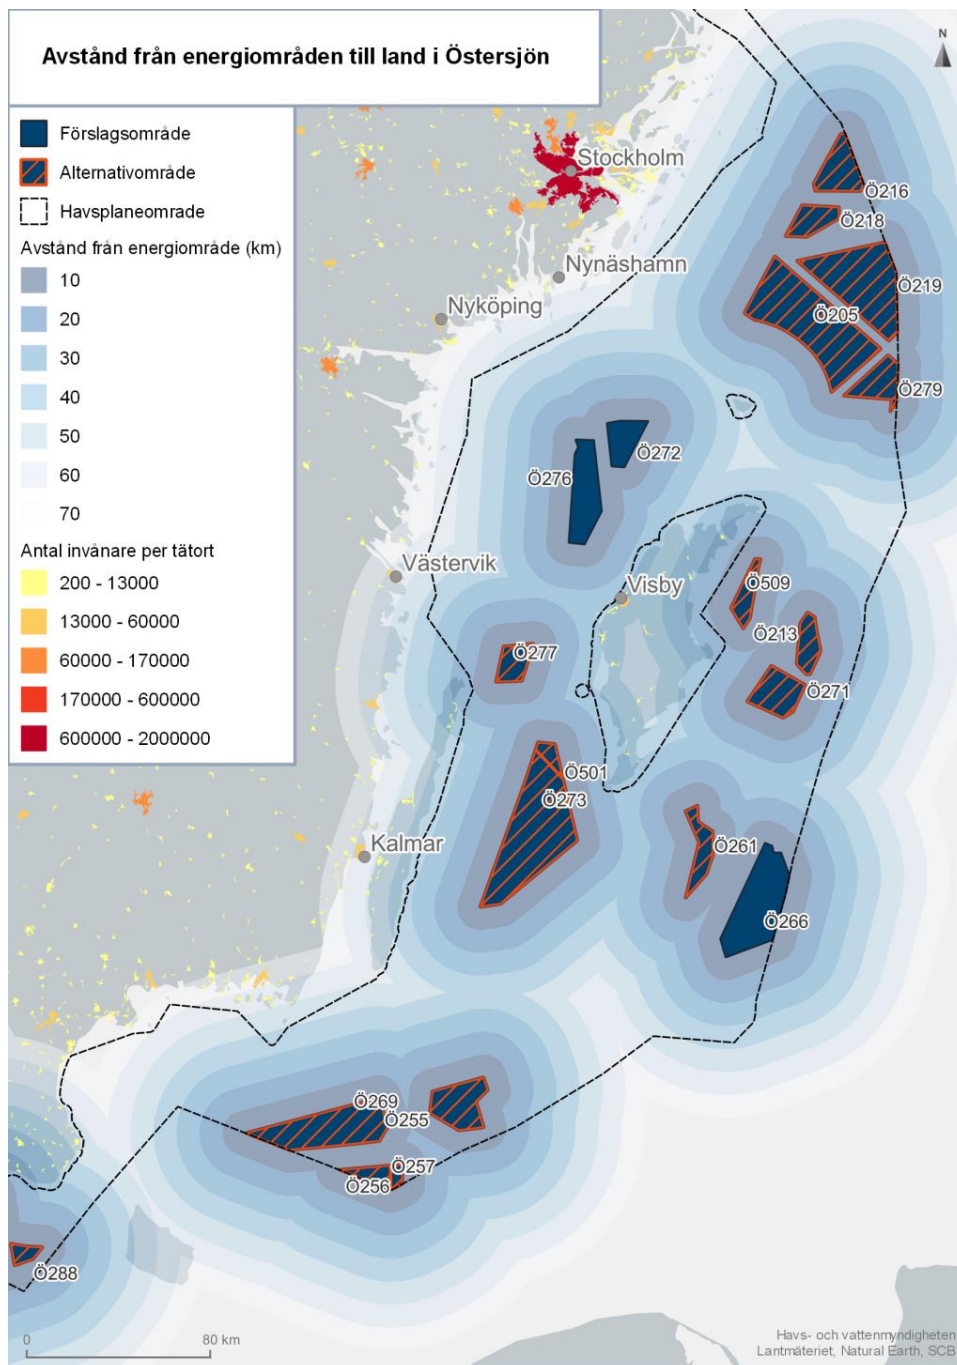 Avstånd från energiområden till land i Östersjön
Förslagsområde
Alternativområde
Havsplaneområde
Avstånd från energiområde (km)
10
20
30
40
50
60
70
Antal invånare per tätort
200 - 13000
13000 - 60000
60000 - 170000
170000 - 600000
600000 - 2000000
N
Stockholm
Ö216
Ö218
Nynäshamn
Ö219
Nyköping
Ö205
Ö279
Ö272
Ö276
Västervik
Visby
Ö509
Ö213
Ö277
Ö271
Ö501
Ö273
Kalmar
Ö261
Ö266
Ö269
Ö255
Ö257
Ö256
Ö288
0 80 km
Havs- och vattenmyndigheten
Lantmäteriet, Natural Earth, SCB